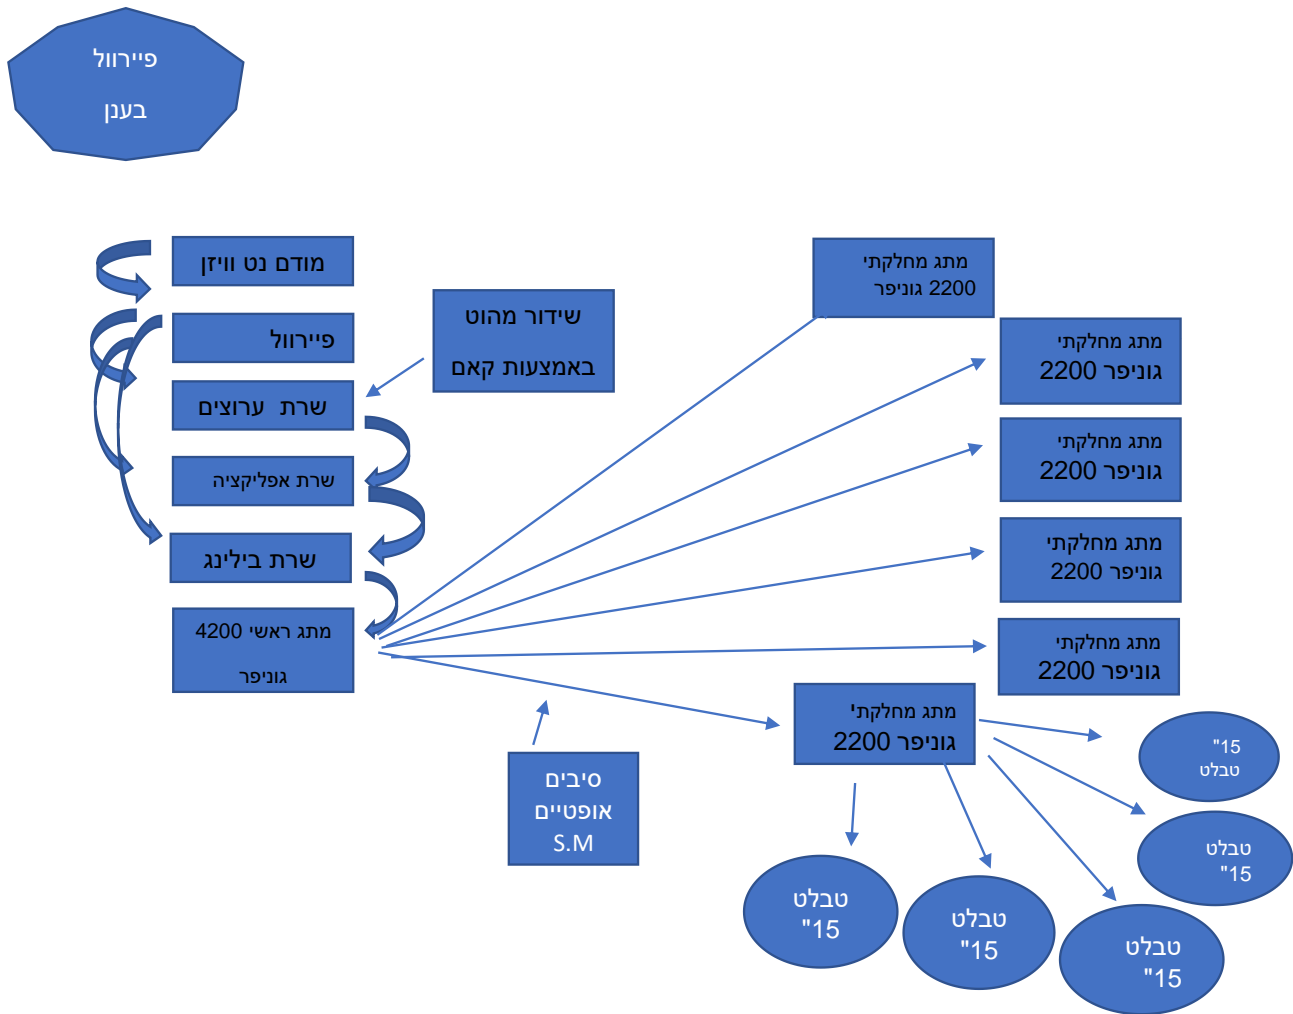 פיירוול
בענן
מודם נט וויזן
פיירוול
שרת ערוצים
שרת אפליקציה
שרת בילינג
מתג ראשי 4200
גוניפר
שידור מהוט
באמצעות קאם
סיבים
אופטיים
S.M
מתג מחלקתי
2200 גוניפר
מתג מחלקתי
גוניפר 2200
מתג מחלקתי
גוניפר 2200
מתג מחלקתי
גוניפר 2200
מתג מחלקתי
גוניפר 2200
מתג מחלקתי
גוניפר 2200
15"
טבלט
טבלט
15"
טבלט
15"
טבלט
15"
טבלט
15"